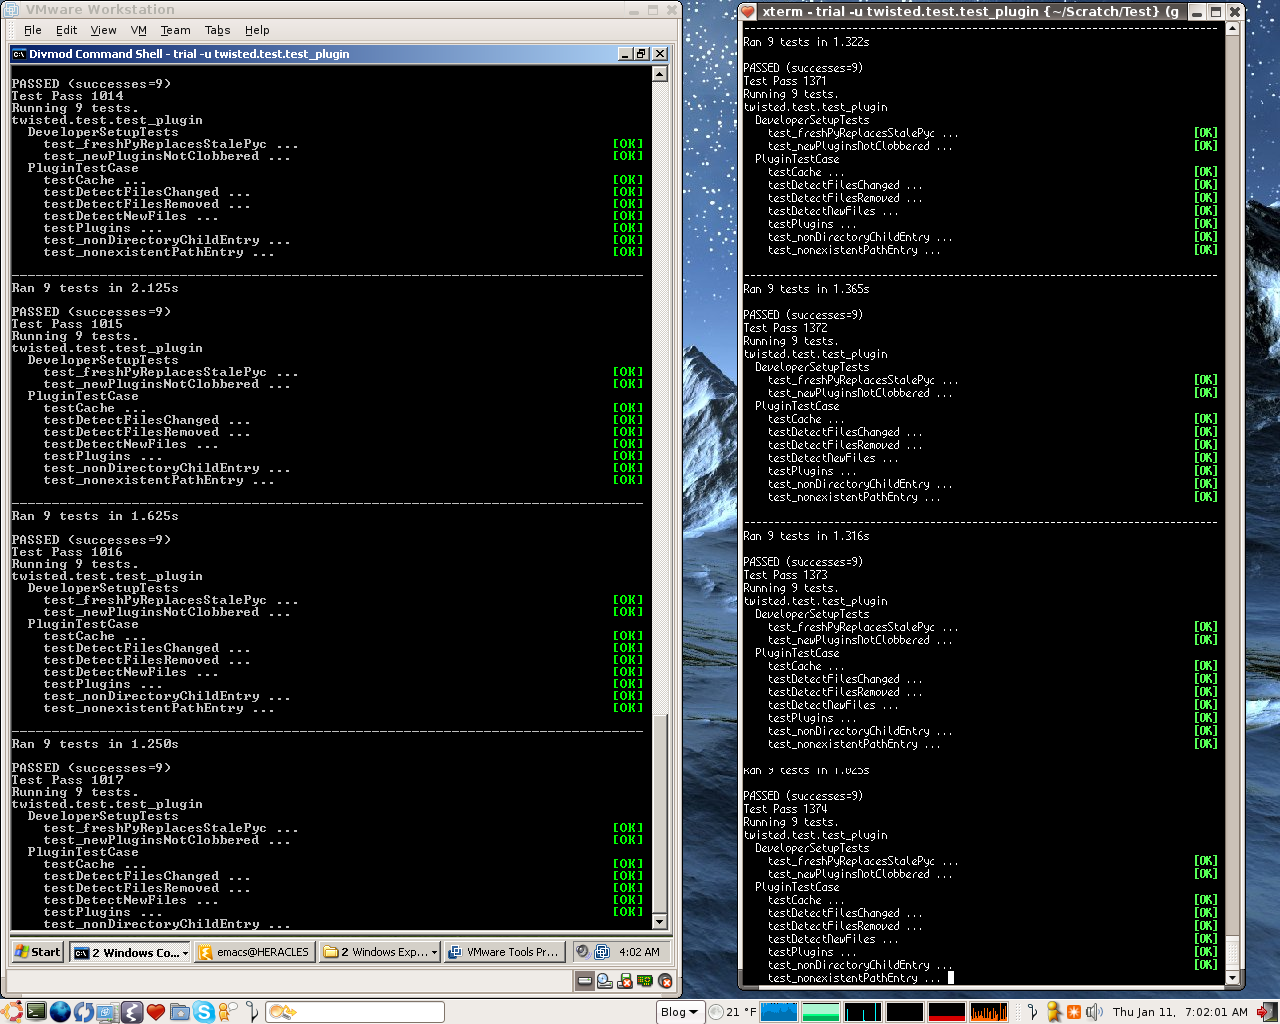 VMware Workstation
File Edit View VM Team Tabs Help
Divmod Command Shell - trial -u twisted.test.test_plugin
PASSED (successes=9)
Test Pass 1014
Running 9 tests.
twisted.test.test_plugin
DeveloperSetupTests
test_freshPyReplacesStalePyc ... [OK]
test_newPluginsNotClobbered ... [OK]
PluginTestCase
testCache ... [OK]
testDetectFilesChanged ... [OK]
testDetectFilesRemoved ... [OK]
testDetectNewFiles ... [OK]
testPlugins ... [OK]
test_nonDirectoryChildEntry ... [OK]
test_nonexistentPathEntry ... [OK]
Ran 9 tests in 2.125s
PASSED (successes=9)
Test Pass 1015
Running 9 tests.
twisted.test.test_plugin
DeveloperSetupTests
test_freshPyReplacesStalePyc ... [OK]
test_newPluginsNotClobbered ... [OK]
PluginTestCase
testCache ... [OK]
testDetectFilesChanged ... [OK]
testDetectFilesRemoved ... [OK]
testDetectNewFiles ... [OK]
testPlugins ... [OK]
test_nonDirectoryChildEntry ... [OK]
test_nonexistentPathEntry ... [OK]
Ran 9 tests in 1.625s
PASSED (successes=9)
Test Pass 1016
Running 9 tests.
twisted.test.test_plugin
DeveloperSetupTests
test_freshPyReplacesStalePyc ... [OK]
test_newPluginsNotClobbered ... [OK]
PluginTestCase
testCache ... [OK]
testDetectFilesChanged ... [OK]
testDetectFilesRemoved ... [OK]
testDetectNewFiles ... [OK]
testPlugins ... [OK]
test_nonDirectoryChildEntry ... [OK]
test_nonexistentPathEntry ... [OK]
Ran 9 tests in 1.250s
PASSED (successes=9)
Test Pass 1017
Running 9 tests.
twisted.test.test_plugin
DeveloperSetupTests
test_freshPyReplacesStalePyc ... [OK]
test_newPluginsNotClobbered ... [OK]
PluginTestCase
testCache ... [OK]
testDetectFilesChanged ... [OK]
testDetectFilesRemoved ... [OK]
testDetectNewFiles ... [OK]
testPlugins ... [OK]
test_nonDirectoryChildEntry ...
Start 2 Windows Co... emacs@HERACLES 2 Windows Exp... VMware Tools Pr... 4:02 AM
xterm - trial -u twisted.test.test_plugin {~/Scratch/Test} (g
Ran 9 tests in 1.322s
PASSED (successes=9)
Test Pass 1371
Running 9 tests.
twisted.test.test_plugin
DeveloperSetupTests
test_freshPyReplacesStalePyc ... [OK]
test_newPluginsNotClobbered ... [OK]
PluginTestCase
testCache ... [OK]
testDetectFilesChanged ... [OK]
testDetectFilesRemoved ... [OK]
testDetectNewFiles ... [OK]
testPlugins ... [OK]
test_nonDirectoryChildEntry ... [OK]
test_nonexistentPathEntry ... [OK]
Ran 9 tests in 1.365s
PASSED (successes=9)
Test Pass 1372
Running 9 tests.
twisted.test.test_plugin
DeveloperSetupTests
test_freshPyReplacesStalePyc ... [OK]
test_newPluginsNotClobbered ... [OK]
PluginTestCase
testCache ... [OK]
testDetectFilesChanged ... [OK]
testDetectFilesRemoved ... [OK]
testDetectNewFiles ... [OK]
testPlugins ... [OK]
test_nonDirectoryChildEntry ... [OK]
test_nonexistentPathEntry ... [OK]
Ran 9 tests in 1.316s
PASSED (successes=9)
Test Pass 1373
Running 9 tests.
twisted.test.test_plugin
DeveloperSetupTests
test_freshPyReplacesStalePyc ... [OK]
test_newPluginsNotClobbered ... [OK]
PluginTestCase
testCache ... [OK]
testDetectFilesChanged ... [OK]
testDetectFilesRemoved ... [OK]
testDetectNewFiles ... [OK]
testPlugins ... [OK]
test_nonDirectoryChildEntry ... [OK]
test_nonexistentPathEntry ... [OK]
Ran 9 tests in
PASSED (successes=9)
Test Pass 1374
Running 9 tests.
twisted.test.test_plugin
DeveloperSetupTests
test_freshPyReplacesStalePyc ... [OK]
test_newPluginsNotClobbered ... [OK]
PluginTestCase
testCache ... [OK]
testDetectFilesChanged ... [OK]
testDetectFilesRemoved ... [OK]
testDetectNewFiles ... [OK]
testPlugins ... [OK]
test_nonDirectoryChildEntry ... [OK]
test_nonexistentPathEntry ...
Blog 21 °F Thu Jan 11, 7:02:01 AM